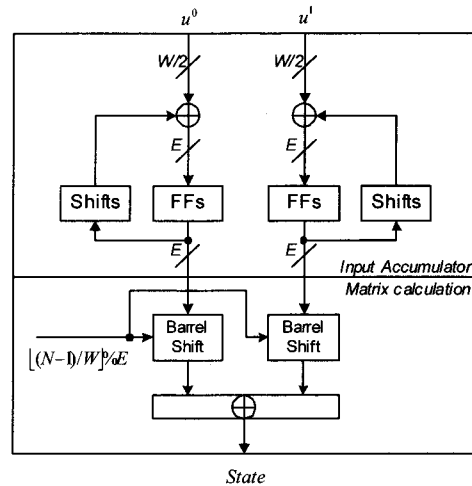 u⁰ u¹
W/2 W/2
E E
Shifts FFs FFs Shifts
E E
Input Accumulator
Matrix calculation
Barrel Shift Barrel Shift
⌊(N−1)/W⌋%E
State